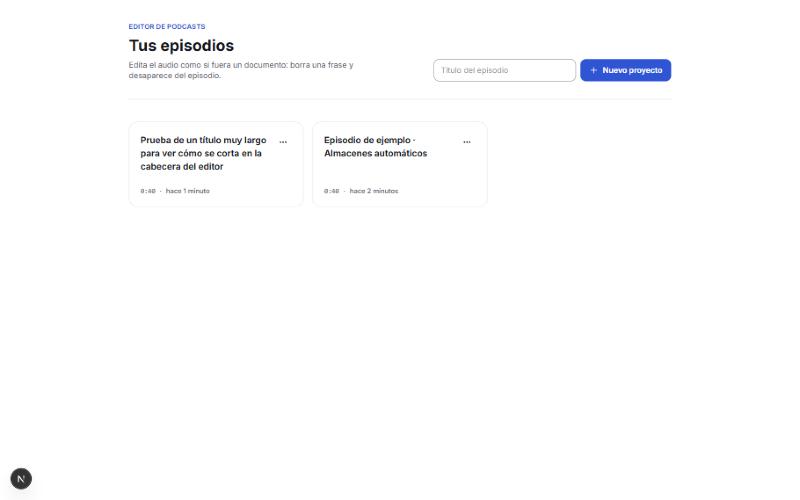 EDITOR DE PODCASTS
Tus episodios
Edita el audio como si fuera un documento: borra una frase y
desaparece del episodio.
Título del episodio
+ Nuevo proyecto
Prueba de un título muy largo
para ver cómo se corta en la
cabecera del editor
...
0:40 · hace 1 minuto
Episodio de ejemplo ·
Almacenes automáticos
...
0:40 · hace 2 minutos
N